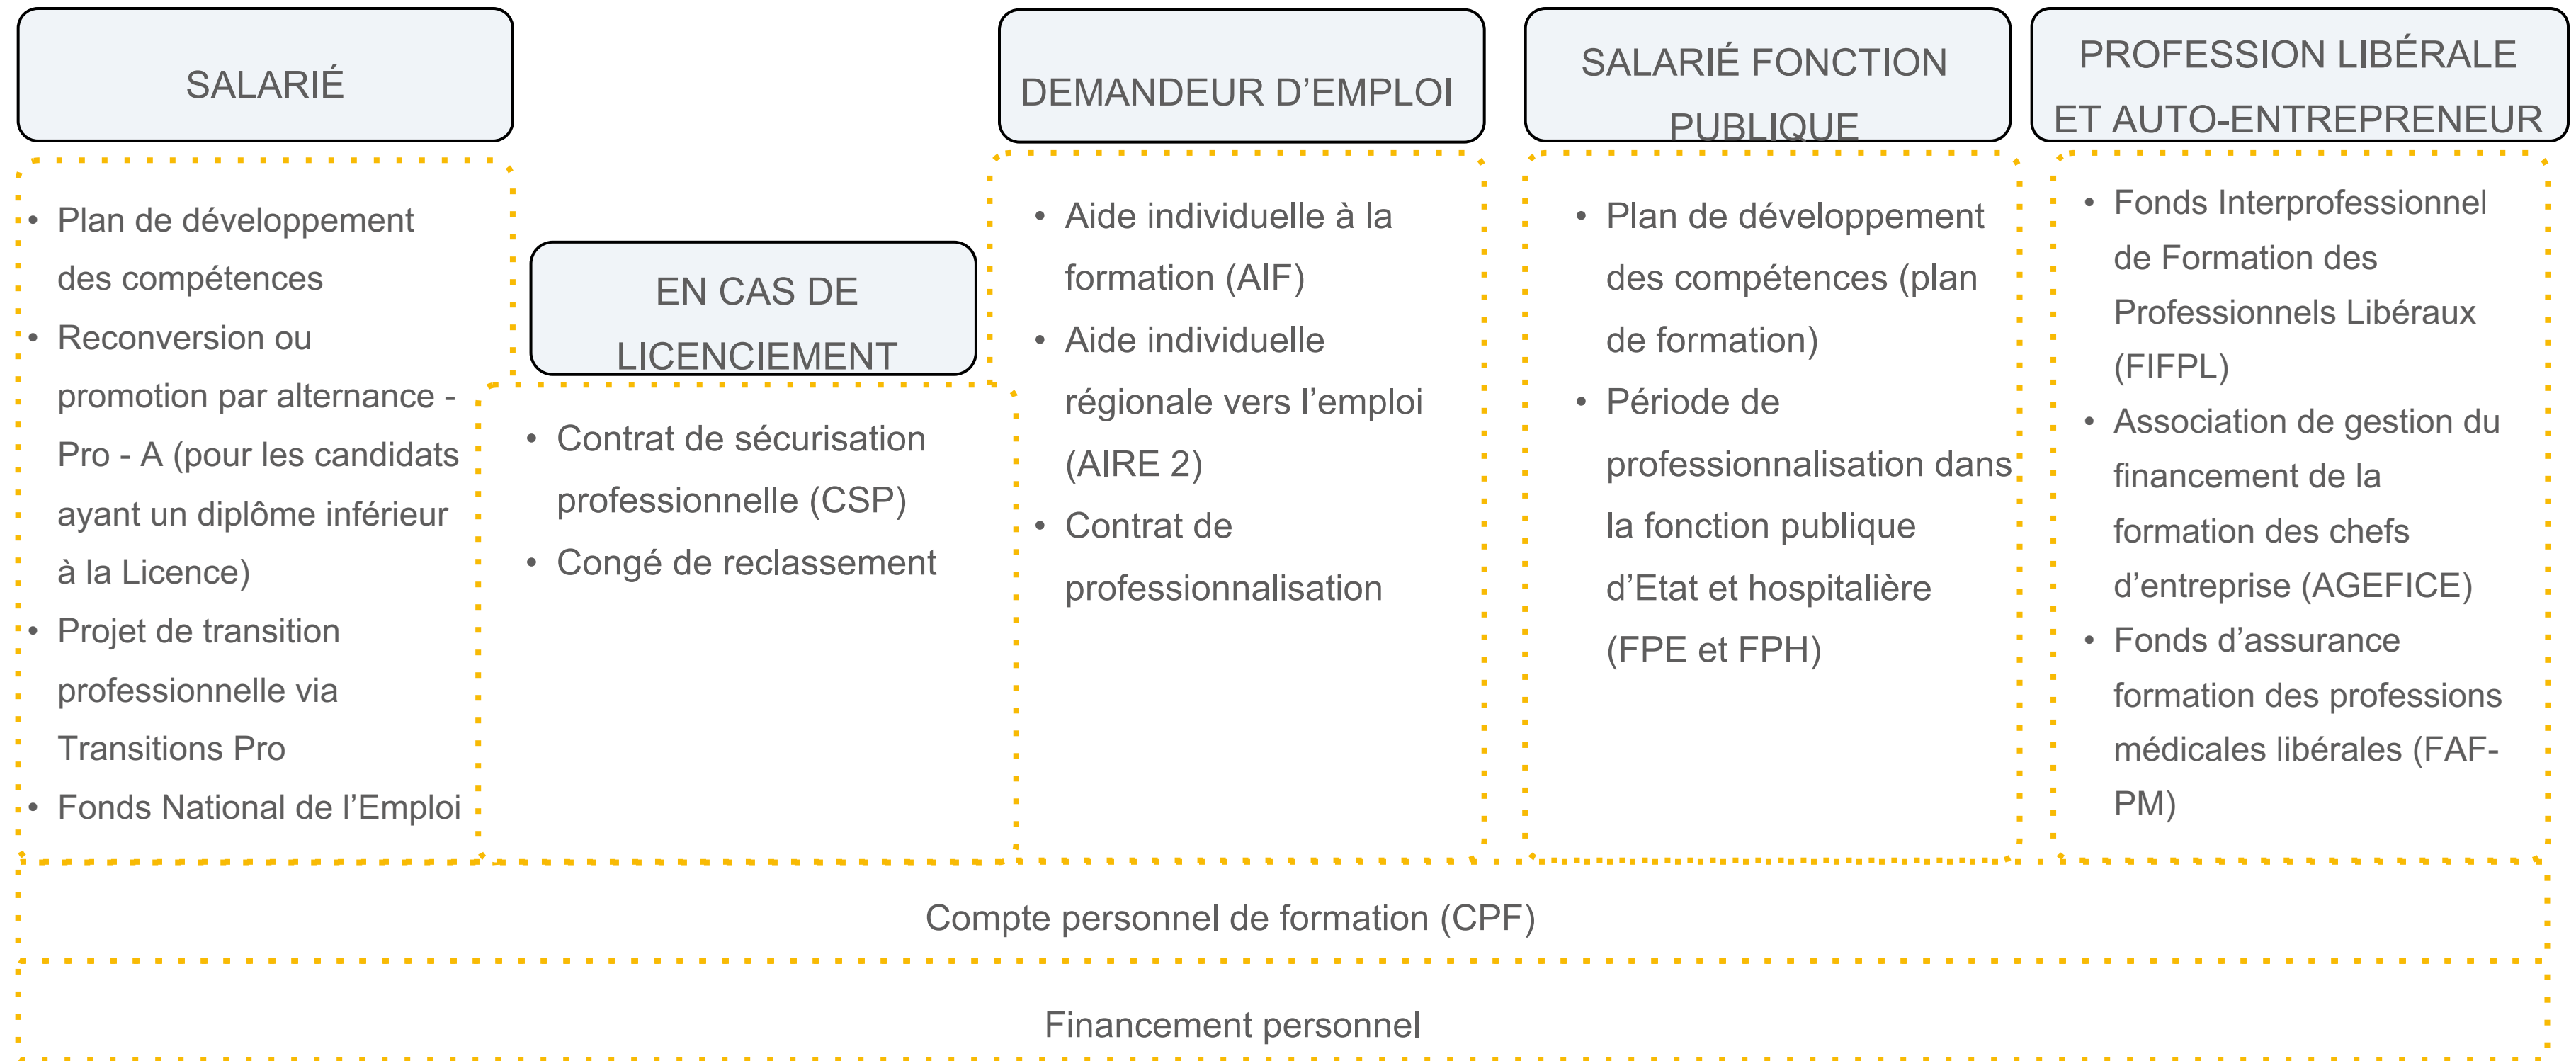 SALARIÉ
• Plan de développement
des compétences
• Reconversion ou
promotion par alternance -
Pro - A (pour les candidats
ayant un diplôme inférieur
à la Licence)
• Projet de transition
professionnelle via
Transitions Pro
• Fonds National de l’Emploi
EN CAS DE
LICENCIEMENT
• Contrat de sécurisation
professionnelle (CSP)
• Congé de reclassement
DEMANDEUR D’EMPLOI
• Aide individuelle à la
formation (AIF)
• Aide individuelle
régionale vers l’emploi
(AIRE 2)
• Contrat de
professionnalisation
SALARIÉ FONCTION
PUBLIQUE
• Plan de développement
des compétences (plan
de formation)
• Période de
professionnalisation dans
la fonction publique
d’Etat et hospitalière
(FPE et FPH)
PROFESSION LIBÉRALE
ET AUTO-ENTREPRENEUR
• Fonds Interprofessionnel
de Formation des
Professionnels Libéraux
(FIFPL)
• Association de gestion du
financement de la
formation des chefs
d’entreprise (AGEFICE)
• Fonds d’assurance
formation des professions
médicales libérales (FAF-
PM)
Compte personnel de formation (CPF)
Financement personnel